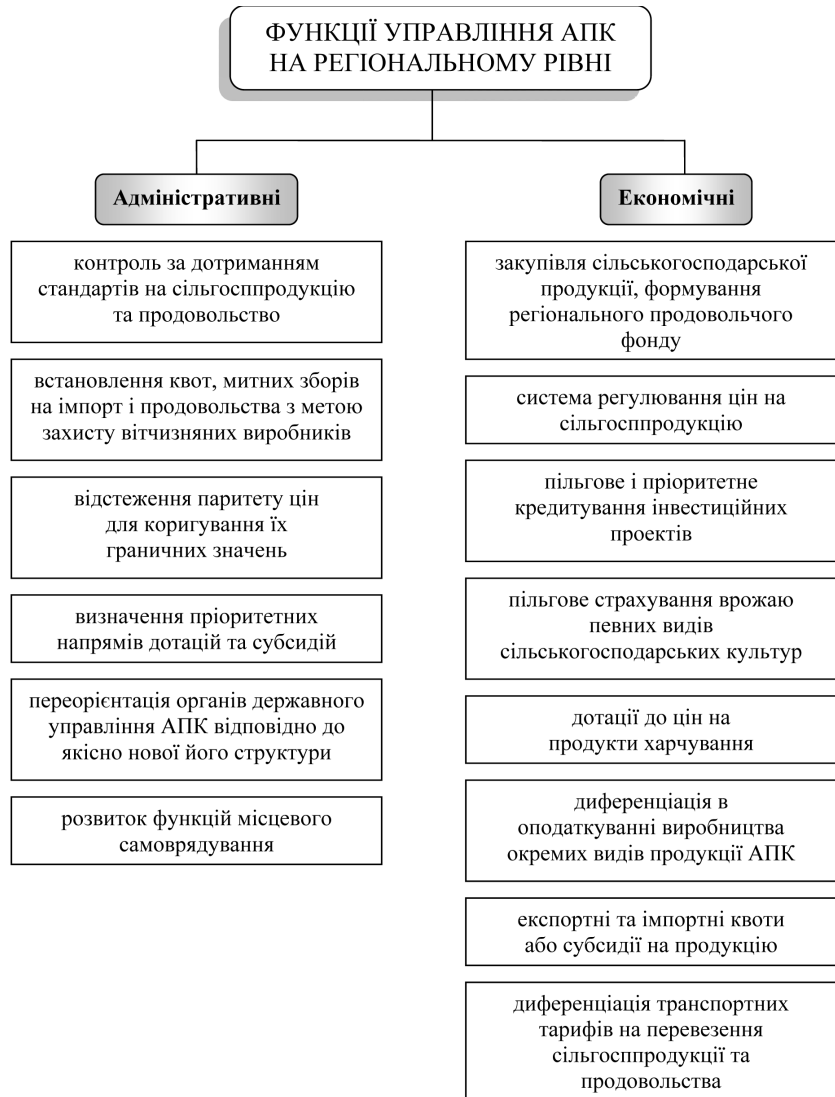 ФУНКЦІЇ УПРАВЛІННЯ АПК
НА РЕГІОНАЛЬНОМУ РІВНІ
Адміністративні
контроль за дотриманням
стандартів на сільгосппродукцію
та продовольство
встановлення квот, митних зборів
на імпорт і продовольства з метою
захисту вітчизняних виробників
відстеження паритету цін
для коригування їх
граничних значень
визначення пріоритетних
напрямів дотацій та субсидій
переорієнтація органів державного
управління АПК відповідно до
якісно нової його структури
розвиток функцій місцевого
самоврядування
Економічні
закупівля сільськогосподарської
продукції, формування
регіонального продовольчого
фонду
система регулювання цін на
сільгосппродукцію
пільгове і пріоритетне
кредитування інвестиційних
проектів
пільгове страхування врожаю
певних видів
сільськогосподарських культур
дотації до цін на
продукти харчування
диференціація в
оподаткуванні виробництва
окремих видів продукції АПК
експортні та імпортні квоти
або субсидії на продукцію
диференціація транспортних
тарифів на перевезення
сільгосппродукції та
продовольства